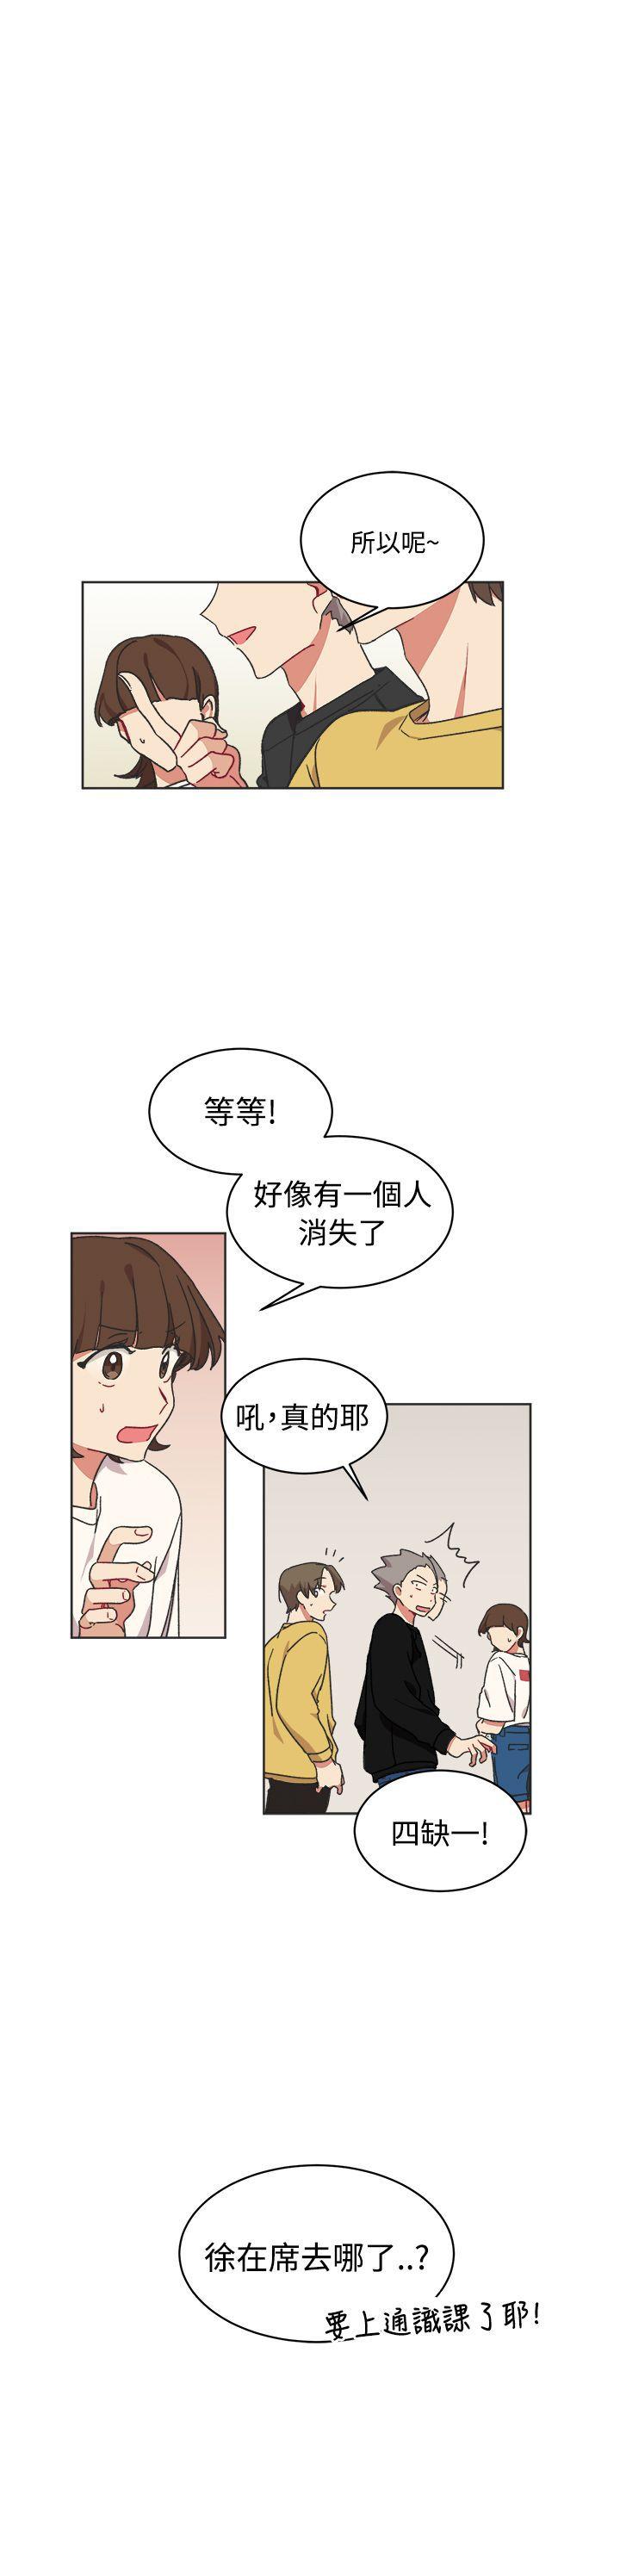 所以呢~
等等!
好像有一個人
消失了
吼,真的耶
四缺一!
徐在席去哪了..?
要上通識課了耶!